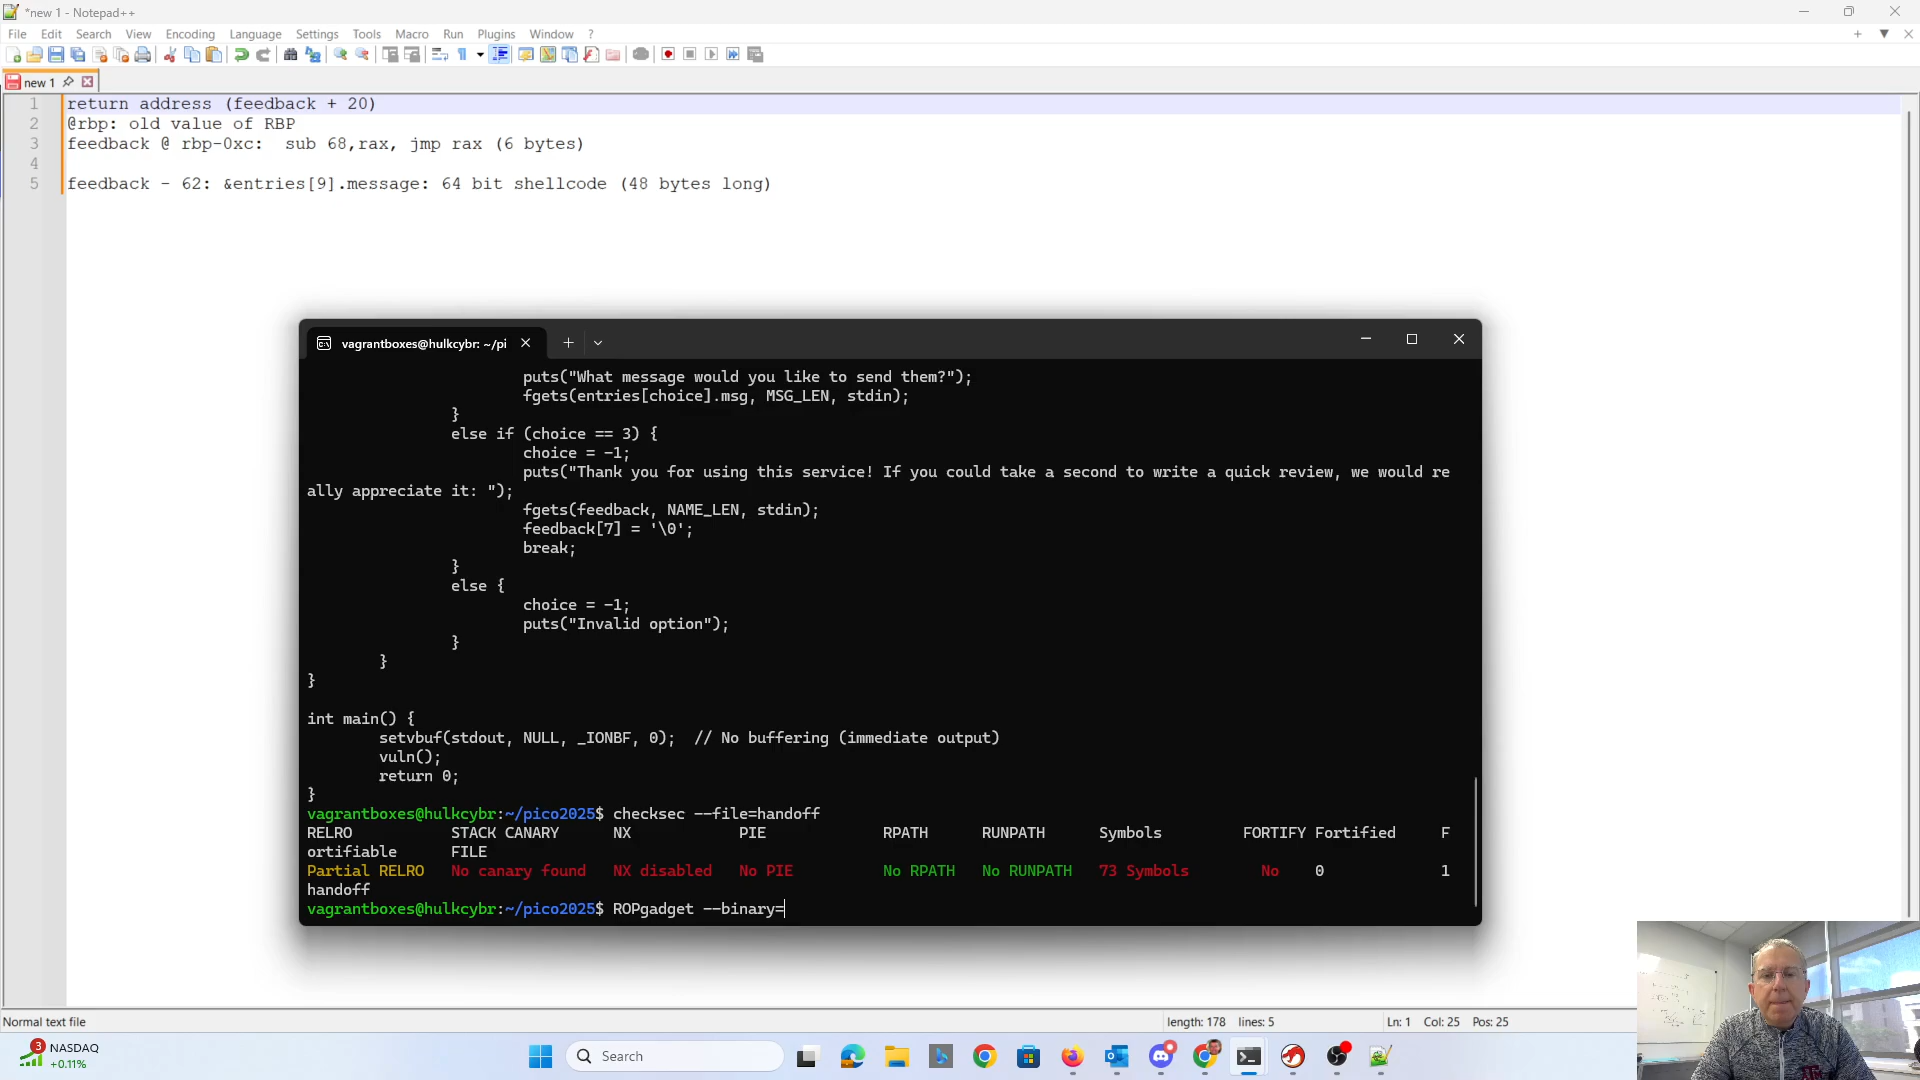 *new 1 - Notepad++
File Edit Search View Encoding Language Settings Tools Macro Run Plugins Window ?
new 1
1 return address (feedback + 20)
2 @rbp: old value of RBP
3 feedback @ rbp-0xc:  sub 68,rax, jmp rax (6 bytes)
4
5 feedback - 62: &entries[9].message: 64 bit shellcode (48 bytes long)
vagrantboxes@hulkcybr: ~/pi
puts("What message would you like to send them?");
fgets(entries[choice].msg, MSG_LEN, stdin);
}
else if (choice == 3) {
choice = -1;
puts("Thank you for using this service! If you could take a second to write a quick review, we would re
ally appreciate it: ");
fgets(feedback, NAME_LEN, stdin);
feedback[7] = '\0';
break;
}
else {
choice = -1;
puts("Invalid option");
}
}
}
int main() {
setvbuf(stdout, NULL, _IONBF, 0);  // No buffering (immediate output)
vuln();
return 0;
}
vagrantboxes@hulkcybr:~/pico2025$ checksec --file=handoff
RELRO STACK CANARY NX PIE RPATH RUNPATH Symbols FORTIFY Fortified F
ortifiable FILE
Partial RELRO No canary found NX disabled No PIE No RPATH No RUNPATH 73 Symbols No 0 1
handoff
vagrantboxes@hulkcybr:~/pico2025$ ROPgadget --binary=
Normal text file length: 178 lines: 5 Ln: 1 Col: 25 Pos: 25
3 NASDAQ
+0.11%
Search